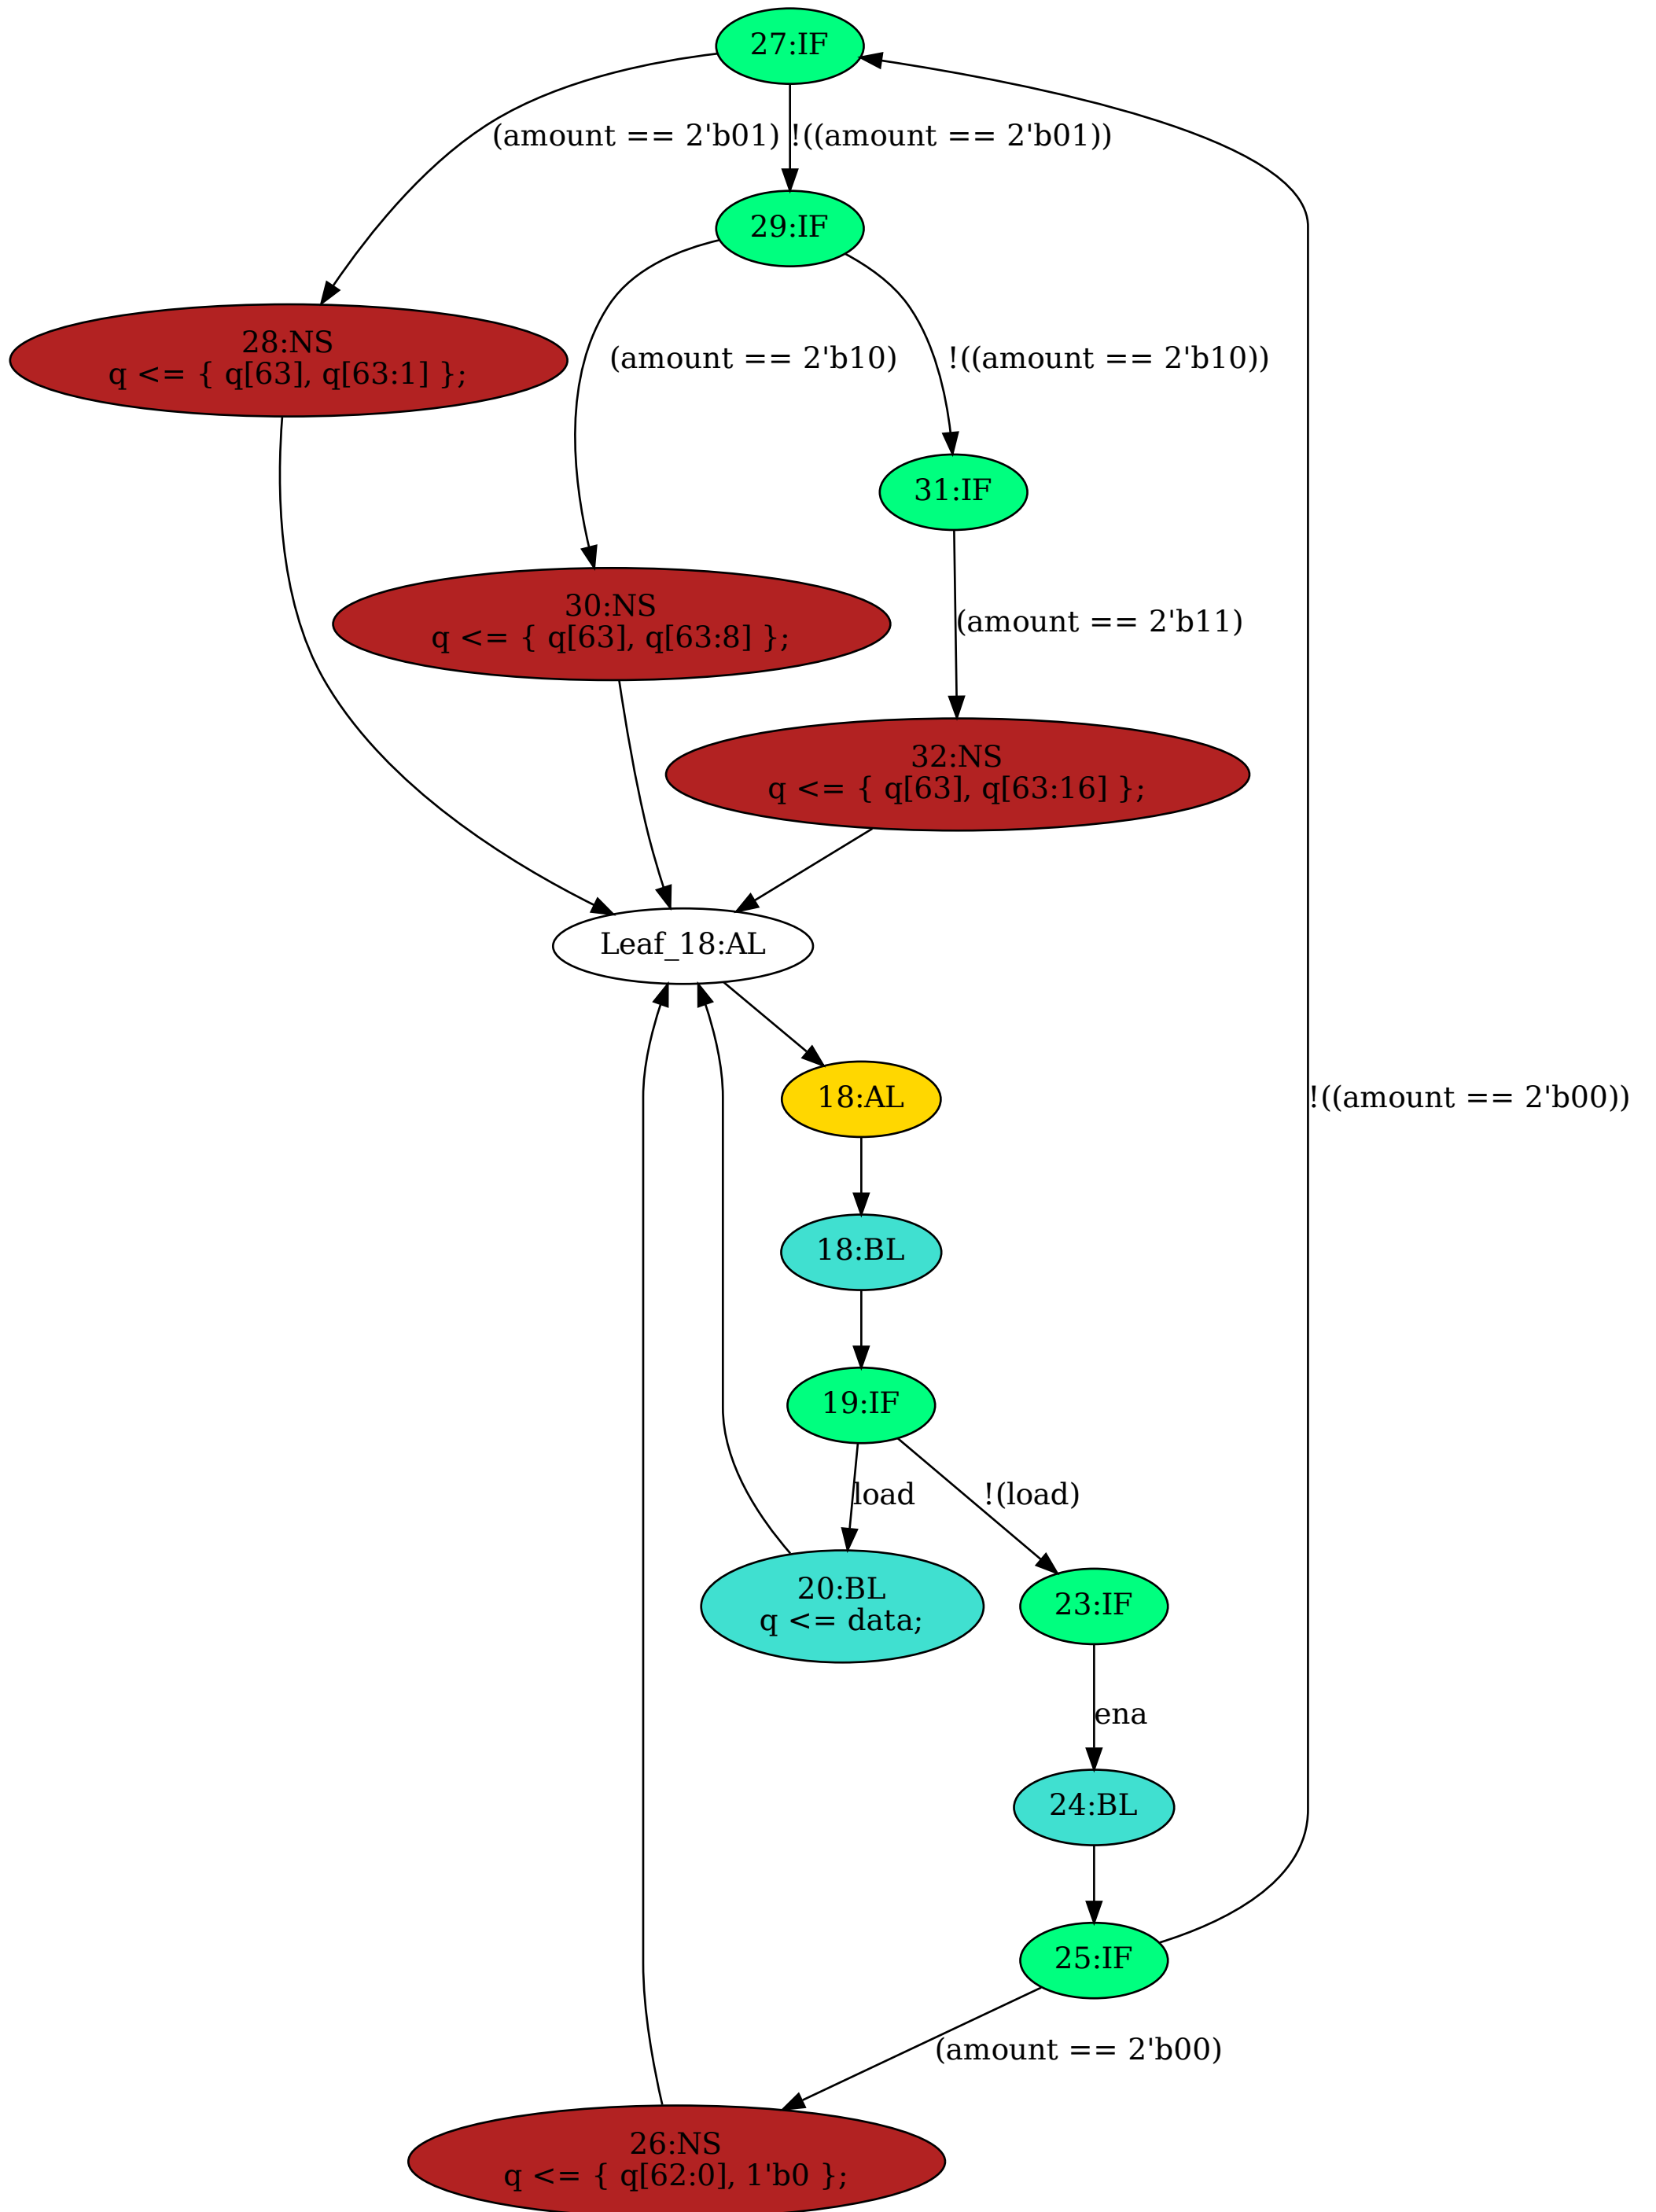 27:IF
(amount == 2'b01)
!((amount == 2'b01))
29:IF
28:NS
q <= { q[63], q[63:1] };
(amount == 2'b10)
!((amount == 2'b10))
31:IF
30:NS
q <= { q[63], q[63:8] };
(amount == 2'b11)
32:NS
q <= { q[63], q[63:16] };
Leaf_18:AL
18:AL
!((amount == 2'b00))
18:BL
19:IF
load
!(load)
20:BL
q <= data;
23:IF
ena
24:BL
25:IF
(amount == 2'b00)
26:NS
q <= { q[62:0], 1'b0 };